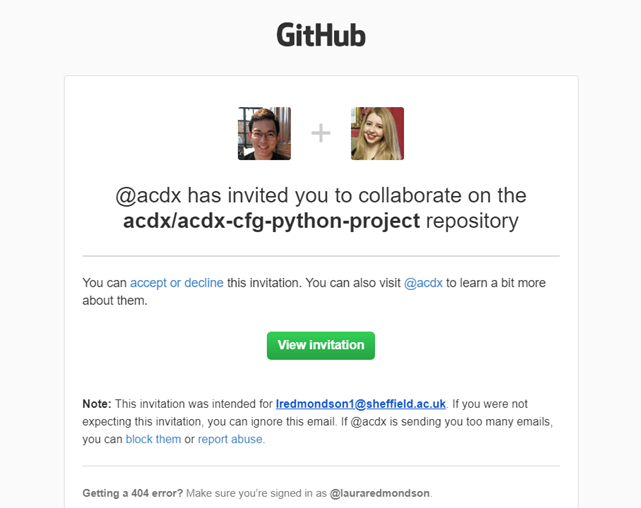 GitHub
+
@acdx has invited you to collaborate on the
acdx/acdx-cfg-python-project repository
You can accept or decline this invitation. You can also visit @acdx to learn a bit more
about them.
View invitation
Note: This invitation was intended for lredmondson1@sheffield.ac.uk. If you were not
expecting this invitation, you can ignore this email. If @acdx is sending you too many emails,
you can block them or report abuse.
Getting a 404 error? Make sure you're signed in as @lauraredmondson.